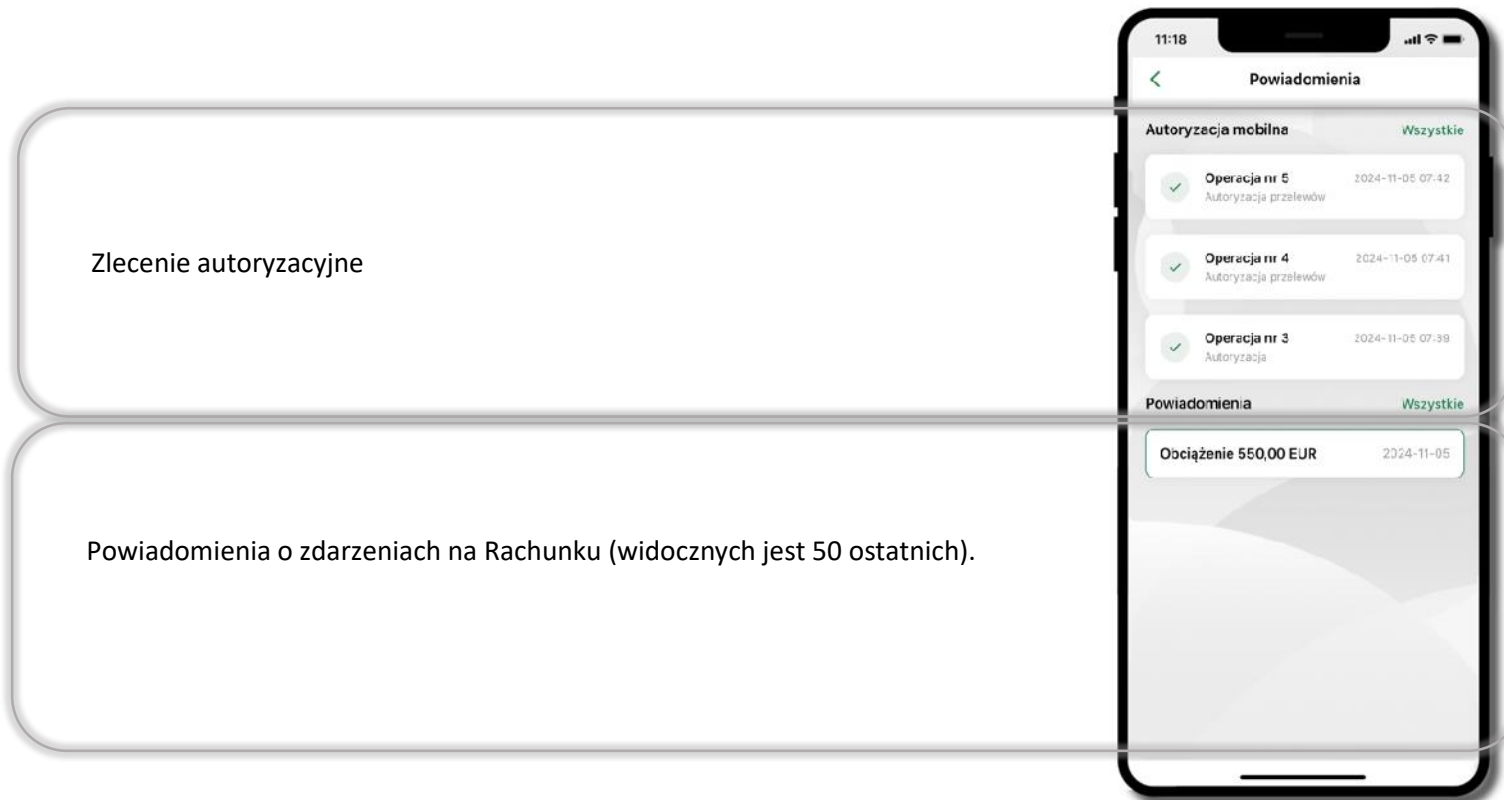 11:18
Powiadomienia
Autoryzacja mobilna Wszystkie
Operacja nr 5 2024-11-05 07:42
Autoryzacja przelewów
Zlecenie autoryzacyjne
Operacja nr 4 2024-11-05 07:41
Autoryzacja przelewów
Operacja nr 3 2024-11-05 07:39
Autoryzacja
Powiadomienia Wszystkie
Obciążenie 550,00 EUR 2024-11-05
Powiadomienia o zdarzeniach na Rachunku (widocznych jest 50 ostatnich).